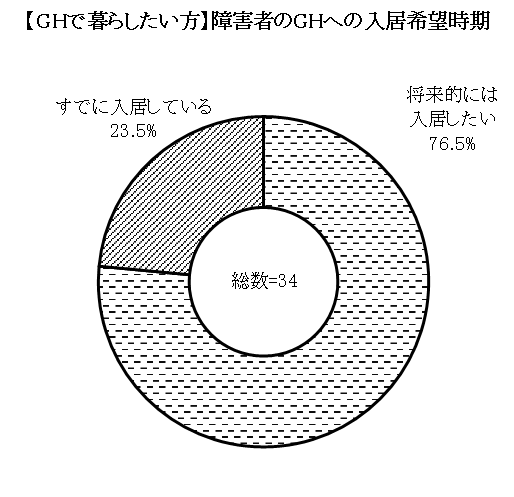 【GHで暮らしたい方】障害者のGHへの入居希望時期
すでに入居している
23.5%
将来的には
入居したい
76.5%
総数=34